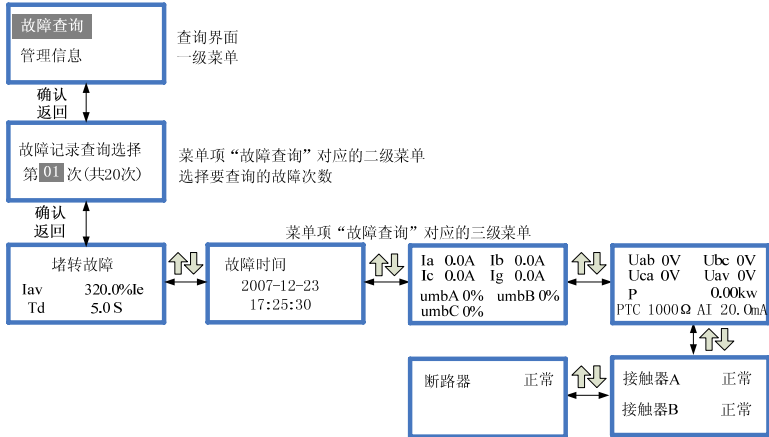 故障查询
管理信息
查询界面
一级菜单
确认
返回
故障记录查询选择
第 01 次(共20次)
菜单项“故障查询”对应的二级菜单
选择要查询的故障次数
确认
返回
菜单项“故障查询”对应的三级菜单
堵转故障
Iav 320.0%Ie
Td 5.0 S
故障时间
2007-12-23
17:25:30
Ia 0.0A Ib 0.0A
Ic 0.0A Ig 0.0A
umbA 0% umbB 0%
umbC 0%
Uab 0V Ubc 0V
Uca 0V Uav 0V
P 0.00kw
PTC 1000Ω AI 20.0mA
断路器 正常
接触器A 正常
接触器B 正常